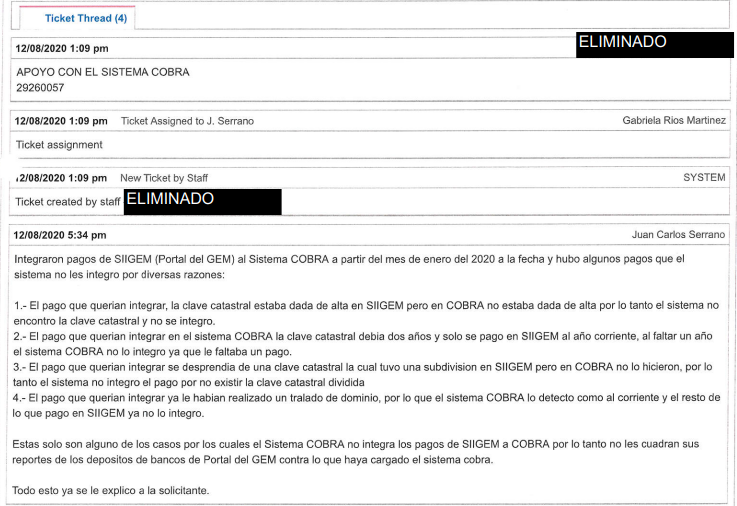 Ticket Thread (4)
12/08/2020 1:09 pm ELIMINADO
APOYO CON EL SISTEMA COBRA
29260057
12/08/2020 1:09 pm Ticket Assigned to J. Serrano Gabriela Rios Martinez
Ticket assignment
12/08/2020 1:09 pm New Ticket by Staff SYSTEM
Ticket created by staff ELIMINADO
12/08/2020 5:34 pm Juan Carlos Serrano
Integraron pagos de SIIGEM (Portal del GEM) al Sistema COBRA a partir del mes de enero del 2020 a la fecha y hubo algunos pagos que el
sistema no les integro por diversas razones:
1.- El pago que querian integrar, la clave catastral estaba dada de alta en SIIGEM pero en COBRA no estaba dada de alta por lo tanto el sistema no
encontro la clave catastral y no se integro.
2.- El pago que querian integrar en el sistema COBRA la clave catastral debia dos años y solo se pago en SIIGEM al año corriente, al faltar un año
el sistema COBRA no lo integro ya que le faltaba un pago.
3.- El pago que querian integrar se desprendia de una clave catastral la cual tuvo una subdivision en SIIGEM pero en COBRA no lo hicieron, por lo
tanto el sistema no integro el pago por no existir la clave catastral dividida
4.- El pago que querian integrar ya le habian realizado un tralado de dominio, por lo que el sistema COBRA lo detecto como al corriente y el resto de
lo que pago en SIIGEM ya no lo integro.
Estas solo son alguno de los casos por los cuales el Sistema COBRA no integra los pagos de SIIGEM a COBRA por lo tanto no les cuadran sus
reportes de los depositos de bancos de Portal del GEM contra lo que haya cargado el sistema cobra.
Todo esto ya se le explico a la solicitante.